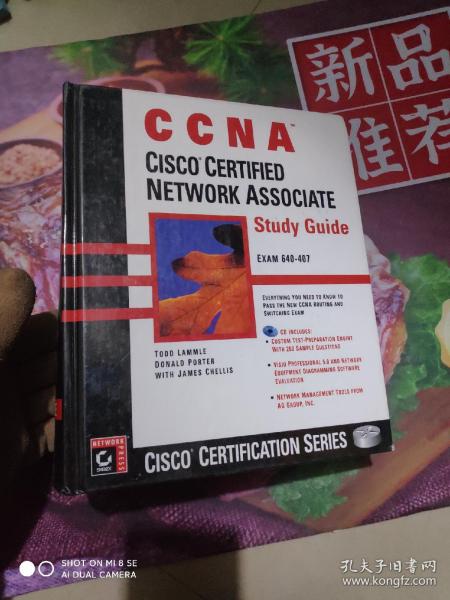 新品
推荐
CCNA™
CISCO® CERTIFIED
NETWORK ASSOCIATE
Study Guide
EXAM 640-407
EVERYTHING YOU NEED TO KNOW TO
PASS THE NEW CCNA ROUTING AND
SWITCHING EXAM
CD INCLUDES:
• CUSTOM TEST-PREPARATION ENGINE
WITH 282 SAMPLE QUESTIONS
• VISIO PROFESSIONAL 5.0 AND NETWORK
EQUIPMENT DIAGRAMMING SOFTWARE
EVALUATION
• NETWORK MANAGEMENT TOOLS FROM
AG GROUP, INC.
TODD LAMMLE
DONALD PORTER
WITH JAMES CHELLIS
NETWORK PRESS
SYBEX
CISCO® CERTIFICATION SERIES
SHOT ON MI 8 SE
AI DUAL CAMERA
孔夫子旧书网
www.kongfz.com